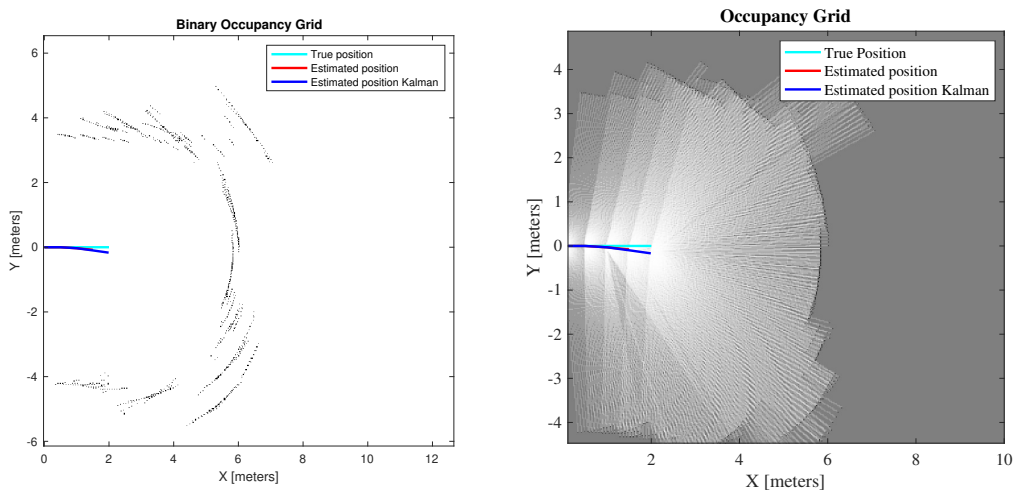 Binary Occupancy Grid
True position
Estimated position
Estimated position Kalman
6
4
2
0
-2
-4
-6
Y [meters]
0 2 4 6 8 10 12
X [meters]
Occupancy Grid
True Position
Estimated position
Estimated position Kalman
4
3
2
1
0
-1
-2
-3
-4
Y [meters]
2 4 6 8 10
X [meters]